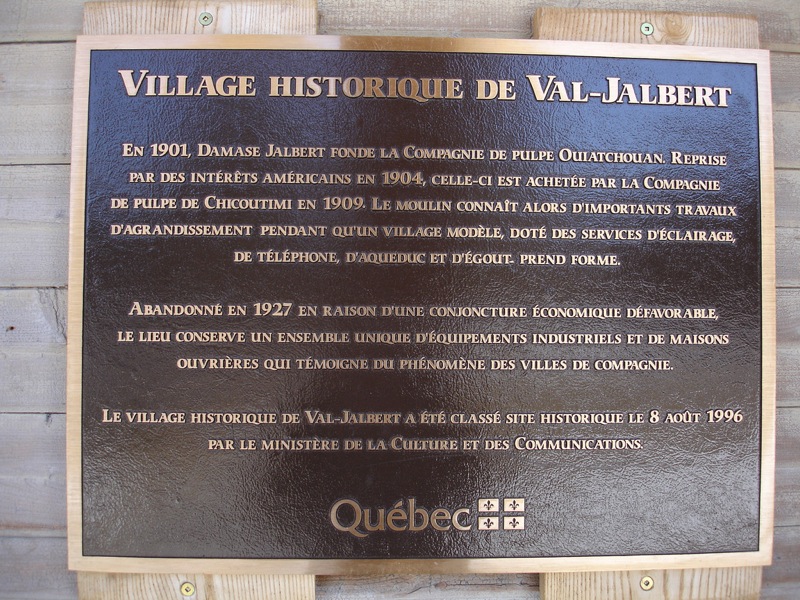 VILLAGE HISTORIQUE DE VAL-JALBERT
EN 1901, DAMASE JALBERT FONDE LA COMPAGNIE DE PULPE OUIATCHOUAN. REPRISE
PAR DES INTÉRÊTS AMÉRICAINS EN 1904, CELLE-CI EST ACHETÉE PAR LA COMPAGNIE
DE PULPE DE CHICOUTIMI EN 1909. LE MOULIN CONNAÎT ALORS D'IMPORTANTS TRAVAUX
D'AGRANDISSEMENT PENDANT QU'UN VILLAGE MODÈLE, DOTÉ DES SERVICES D'ÉCLAIRAGE,
DE TÉLÉPHONE, D'AQUEDUC ET D'ÉGOUT. PREND FORME.
ABANDONNÉ EN 1927 EN RAISON D'UNE CONJONCTURE ÉCONOMIQUE DÉFAVORABLE,
LE LIEU CONSERVE UN ENSEMBLE UNIQUE D'ÉQUIPEMENTS INDUSTRIELS ET DE MAISONS
OUVRIÈRES QUI TÉMOIGNE DU PHÉNOMÈNE DES VILLES DE COMPAGNIE.
LE VILLAGE HISTORIQUE DE VAL-JALBERT A ÉTÉ CLASSÉ SITE HISTORIQUE LE 8 AOÛT 1996
PAR LE MINISTÈRE DE LA CULTURE ET DES COMMUNICATIONS.
Québec